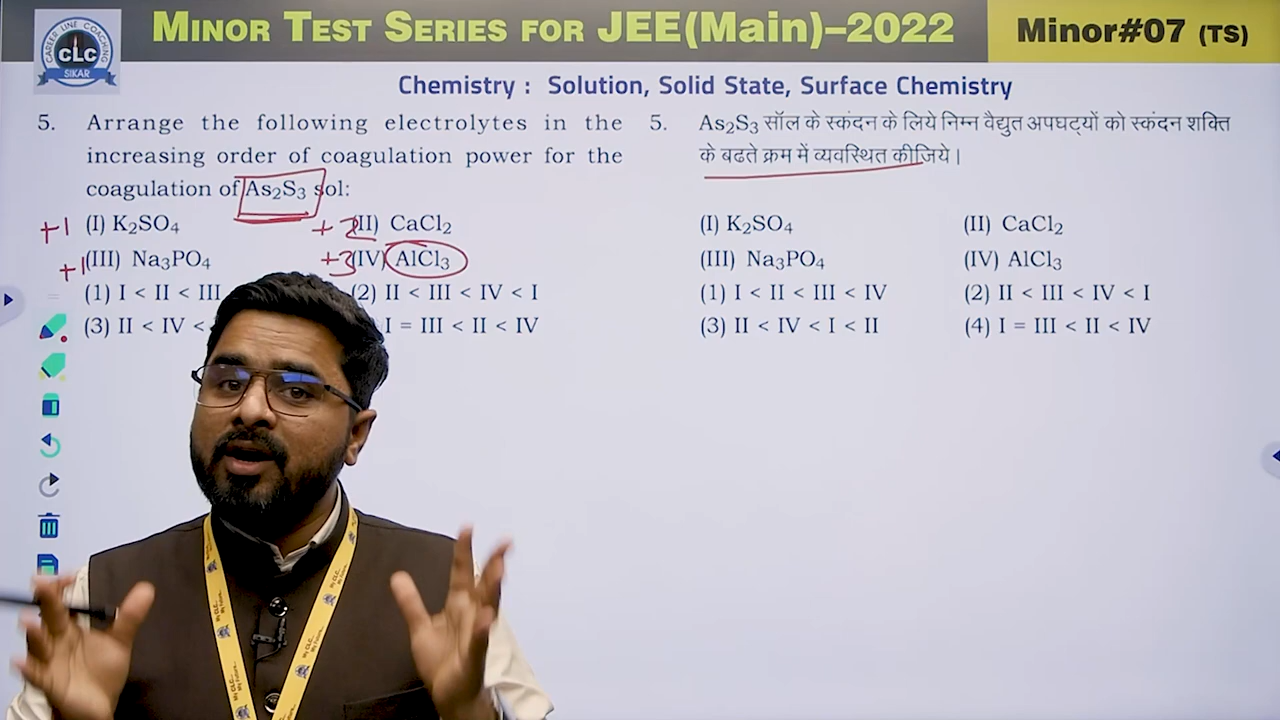 MINOR TEST SERIES FOR JEE(Main)–2022
Minor#07 (TS)
CAREER LINE COACHING
CLC
SIKAR
Chemistry : Solution, Solid State, Surface Chemistry
5. Arrange the following electrolytes in the
increasing order of coagulation power for the
coagulation of As₂S₃ sol:
+1 (I) K₂SO₄ +2 (II) CaCl₂
+1 (III) Na₃PO₄ +3 (IV) AlCl₃
(1) I < II < III (2) II < III < IV < I
(3) II < IV < I = III < II < IV
5. As₂S₃ सॉल के स्कंदन के लिये निम्न वैद्युत अपघट्यों को स्कंदन शक्ति
के बढते क्रम में व्यवस्थित कीजिये।
(I) K₂SO₄ (II) CaCl₂
(III) Na₃PO₄ (IV) AlCl₃
(1) I < II < III < IV (2) II < III < IV < I
(3) II < IV < I < II (4) I = III < II < IV